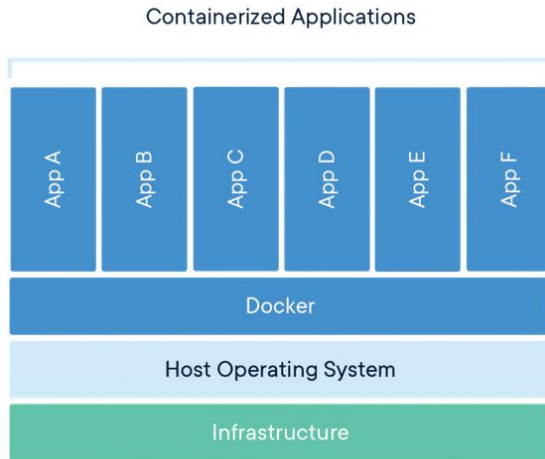 Containerized Applications
App A
App B
App C
App D
App E
App F
Docker
Host Operating System
Infrastructure